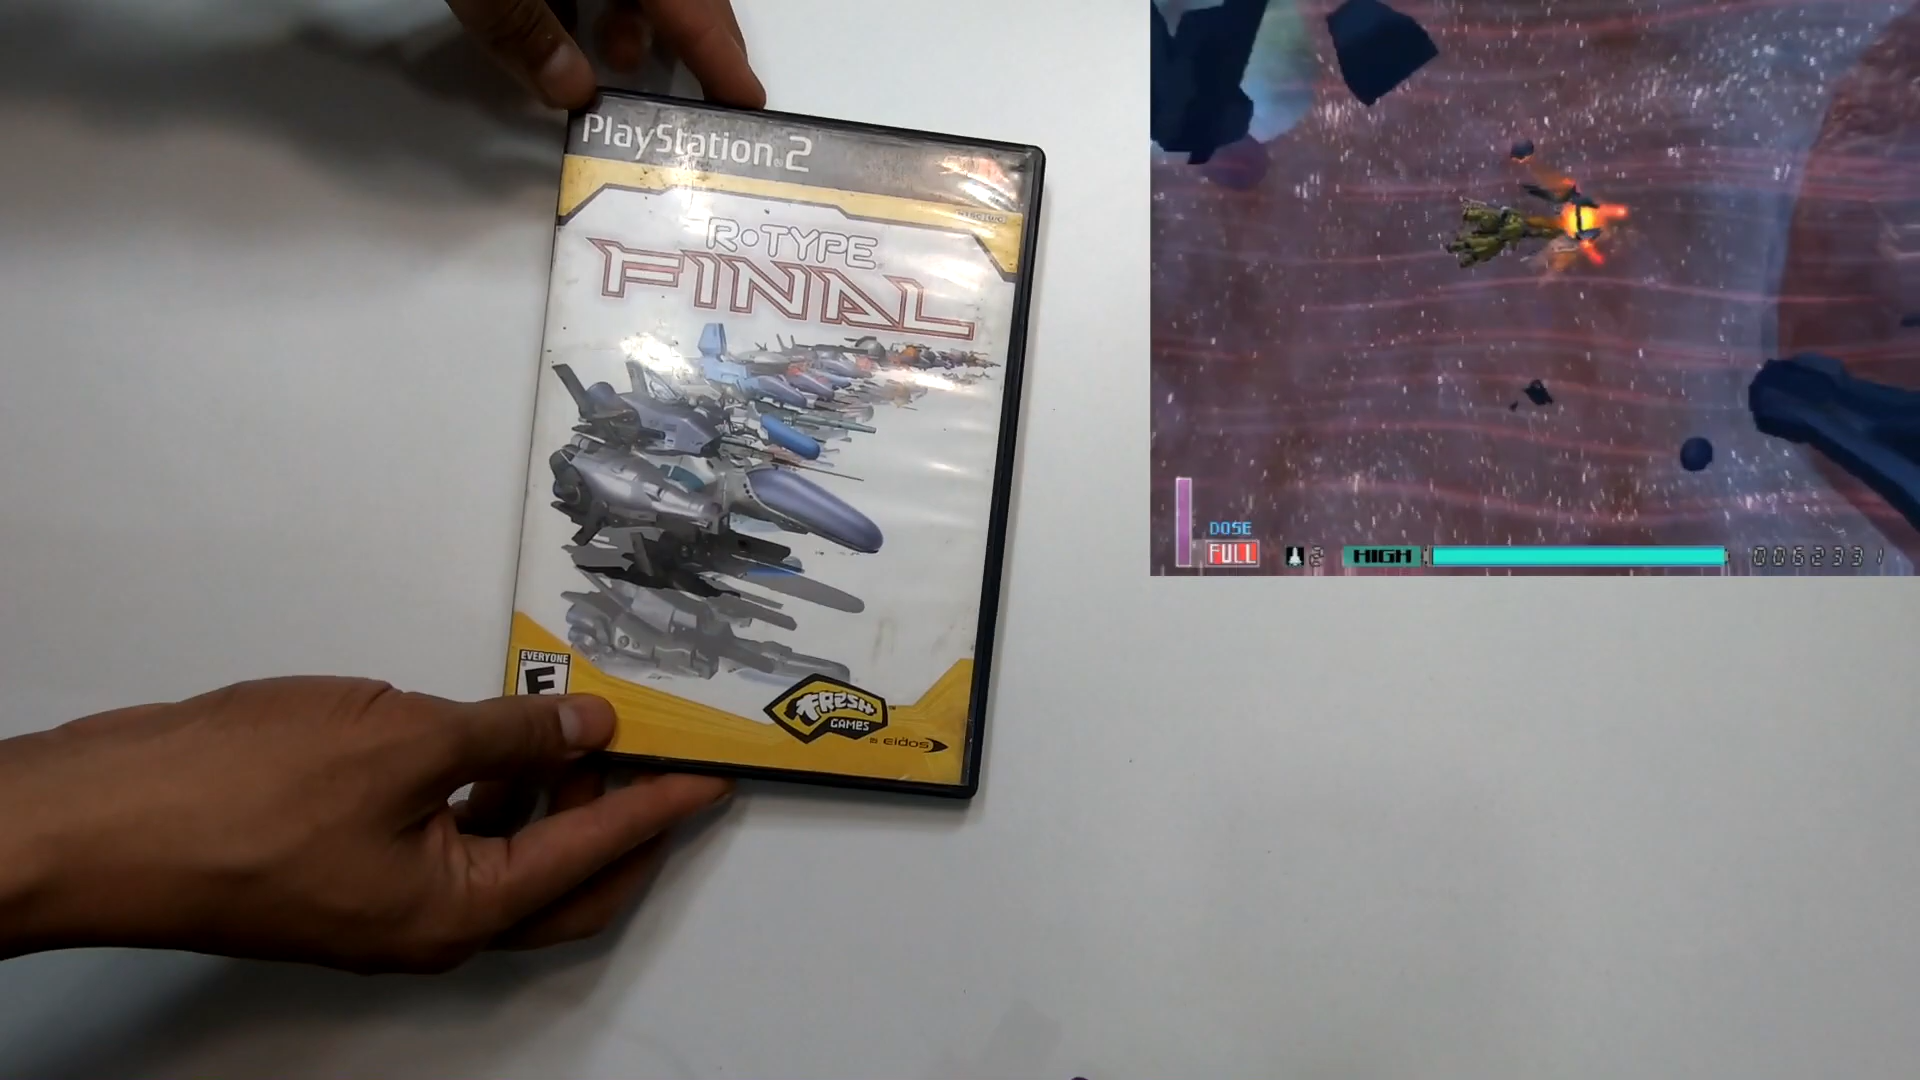 PlayStation 2
R•TYPE
FINAL
EVERYONE
E
FRESH
GAMES
eidos
DOSE
FULL
2
HIGH
0062331